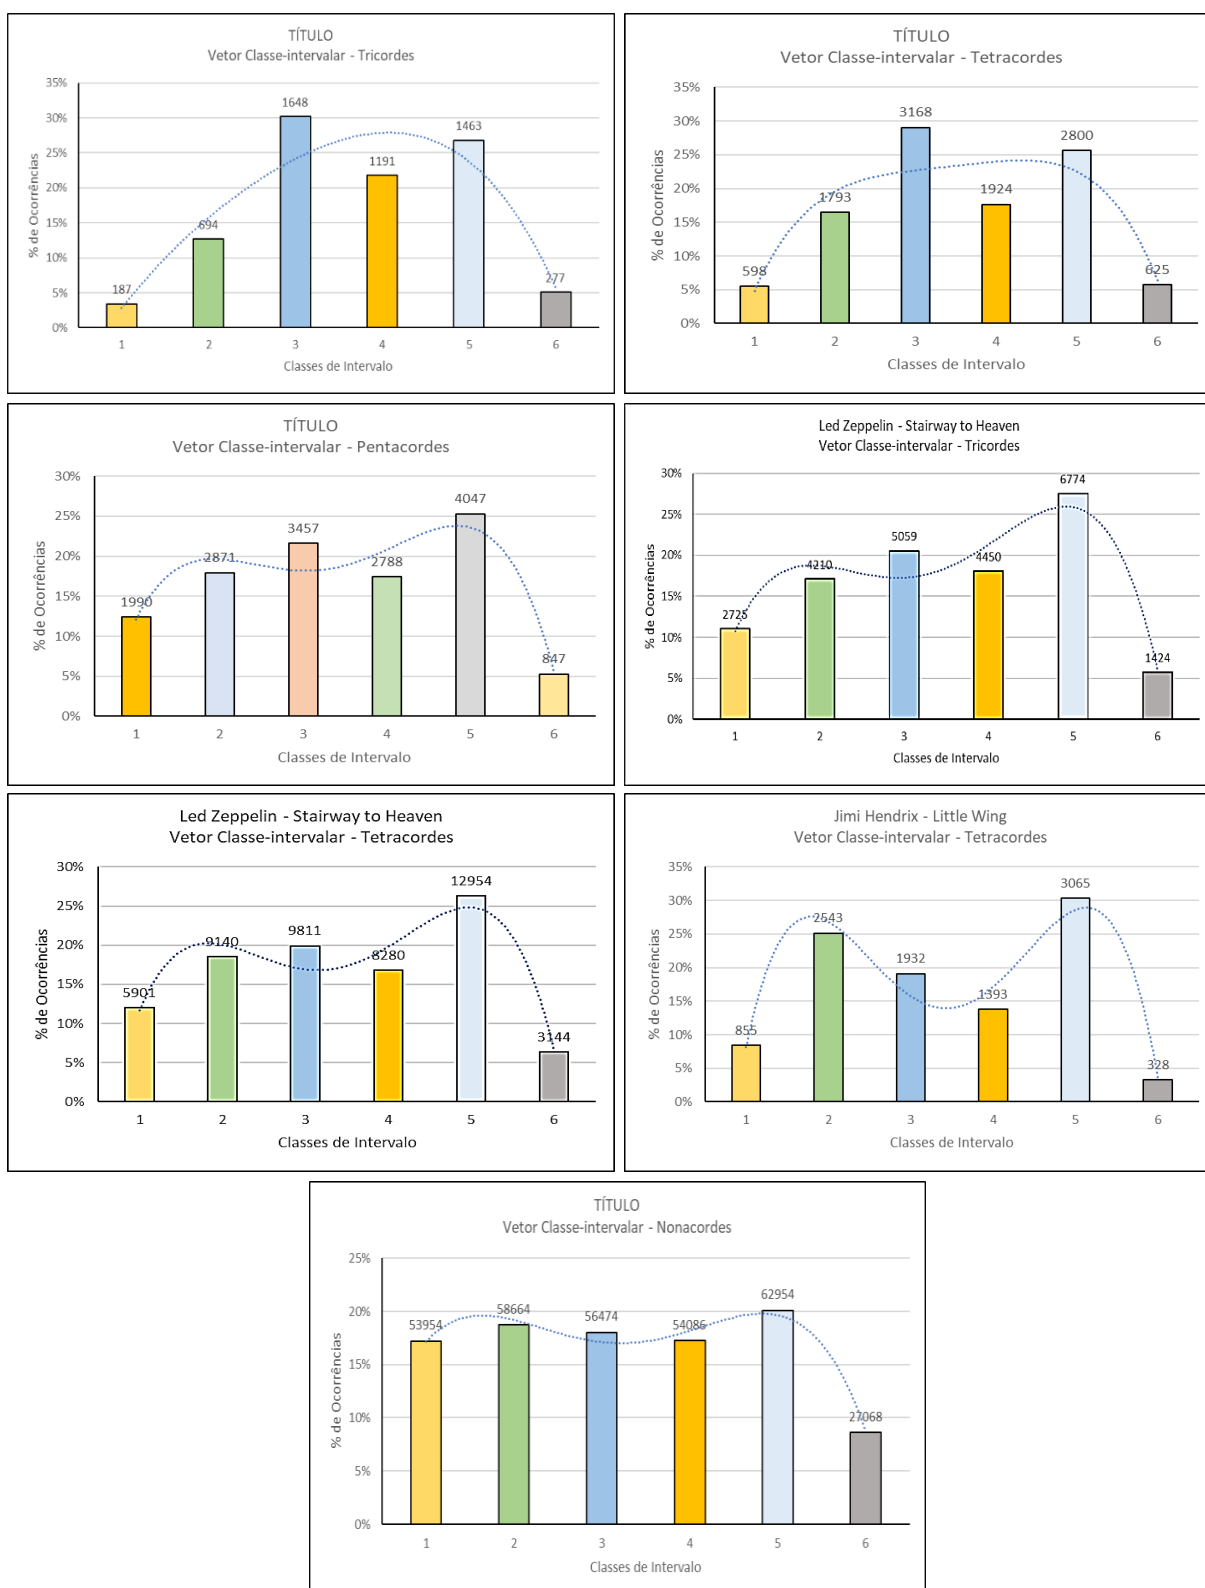 TÍTULO
Vetor Classe-intervalar - Tricordes
35%
30%
25%
20%
15%
10%
5%
0%
% de Ocorrências
187
694
1648
1191
1463
277
1 2 3 4 5 6
Classes de Intervalo
TÍTULO
Vetor Classe-intervalar - Tetracordes
35%
30%
25%
20%
15%
10%
5%
0%
% de Ocorrências
598
1793
3168
1924
2800
625
1 2 3 4 5 6
Classes de Intervalo
TÍTULO
Vetor Classe-intervalar - Pentacordes
30%
25%
20%
15%
10%
5%
0%
% de Ocorrências
1990
2871
3457
2788
4047
847
1 2 3 4 5 6
Classes de Intervalo
Led Zeppelin - Stairway to Heaven
Vetor Classe-intervalar - Tricordes
30%
25%
20%
15%
10%
5%
0%
% de Ocorrências
2725
4210
5059
4450
6774
1424
1 2 3 4 5 6
Classes de Intervalo
Led Zeppelin - Stairway to Heaven
Vetor Classe-intervalar - Tetracordes
30%
25%
20%
15%
10%
5%
0%
% de Ocorrências
5901
9140
9811
8280
12954
3144
1 2 3 4 5 6
Classes de Intervalo
Jimi Hendrix - Little Wing
Vetor Classe-intervalar - Tetracordes
35%
30%
25%
20%
15%
10%
5%
0%
% de Ocorrências
855
2543
1932
1393
3065
328
1 2 3 4 5 6
Classes de Intervalo
TÍTULO
Vetor Classe-intervalar - Nonacordes
25%
20%
15%
10%
5%
0%
% de Ocorrências
53954
58664
56474
54086
62954
27068
1 2 3 4 5 6
Classes de Intervalo